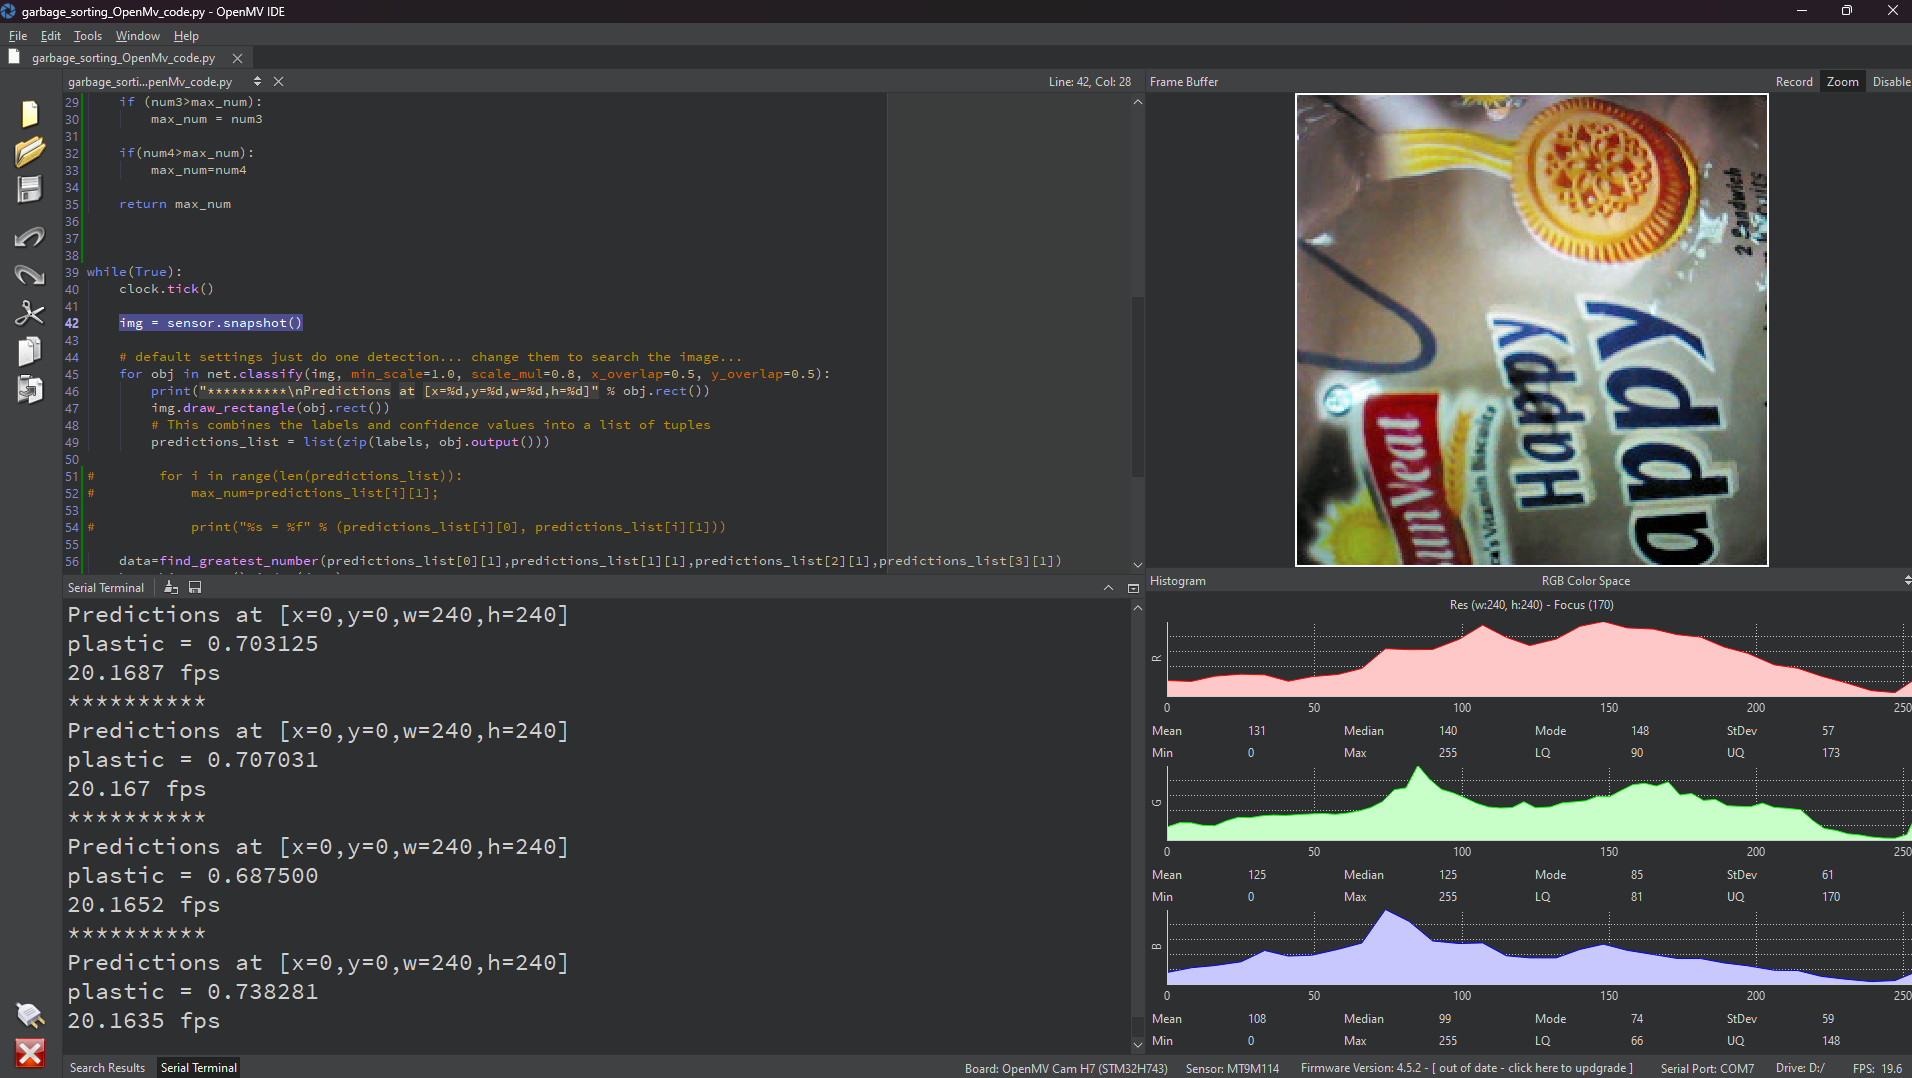 garbage_sorting_OpenMv_code.py - OpenMV IDE
File Edit Tools Window Help
garbage_sorting_OpenMv_code.py
garbage_sorti...penMv_code.py
Line: 42, Col: 28
29 if (num3>max_num):
30 max_num = num3
31
32 if(num4>max_num):
33 max_num=num4
34
35 return max_num
36
37
38
39 while(True):
40 clock.tick()
41
42 img = sensor.snapshot()
43
44 # default settings just do one detection... change them to search the image...
45 for obj in net.classify(img, min_scale=1.0, scale_mul=0.8, x_overlap=0.5, y_overlap=0.5):
46 print("**********\nPredictions at [x=%d,y=%d,w=%d,h=%d]" % obj.rect())
47 img.draw_rectangle(obj.rect())
48 # This combines the labels and confidence values into a list of tuples
49 predictions_list = list(zip(labels, obj.output()))
50
51 # for i in range(len(predictions_list)):
52 # max_num=predictions_list[i][1];
53
54 # print("%s = %f" % (predictions_list[i][0], predictions_list[i][1]))
55
56 data=find_greatest_number(predictions_list[0][1],predictions_list[1][1],predictions_list[2][1],predictions_list[3][1])
Serial Terminal
Predictions at [x=0,y=0,w=240,h=240]
plastic = 0.703125
20.1687 fps
**********
Predictions at [x=0,y=0,w=240,h=240]
plastic = 0.707031
20.167 fps
**********
Predictions at [x=0,y=0,w=240,h=240]
plastic = 0.687500
20.1652 fps
**********
Predictions at [x=0,y=0,w=240,h=240]
plastic = 0.738281
20.1635 fps
Search Results Serial Terminal
Frame Buffer
Record Zoom Disable
2 Sandwich
Happy
appy
Histogram
RGB Color Space
Res (w:240, h:240) - Focus (170)
R
0 50 100 150 200 250
Mean 131 Median 140 Mode 148 StDev 57
Min 0 Max 255 LQ 90 UQ 173
G
0 50 100 150 200 250
Mean 125 Median 125 Mode 85 StDev 61
Min 0 Max 255 LQ 81 UQ 170
B
0 50 100 150 200 250
Mean 108 Median 99 Mode 74 StDev 59
Min 0 Max 255 LQ 66 UQ 148
Board: OpenMV Cam H7 (STM32H743) Sensor: MT9M114 Firmware Version: 4.5.2 - [ out of date - click here to updgrade ] Serial Port: COM7 Drive: D:/ FPS: 19.6